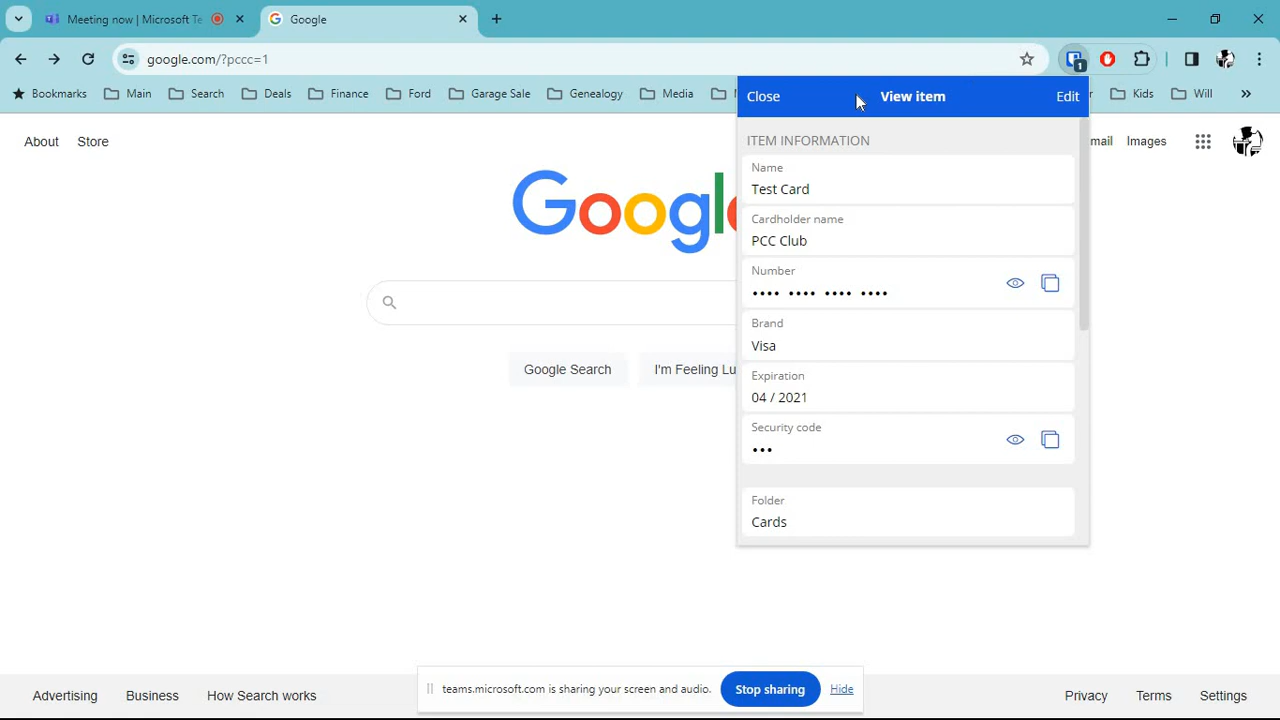 Meeting now | Microsoft Te
Google
google.com/?pccc=1
1
Bookmarks
Main
Search
Deals
Finance
Ford
Garage Sale
Genealogy
Media
Kids
Will
Close
View item
Edit
About
Store
mail
Images
Google
ITEM INFORMATION
Name
Test Card
Cardholder name
PCC Club
Number
•••• •••• •••• ••••
Brand
Visa
Expiration
04 / 2021
Security code
•••
Folder
Cards
Google Search
I'm Feeling Lu
teams.microsoft.com is sharing your screen and audio.
Stop sharing
Hide
Advertising
Business
How Search works
Privacy
Terms
Settings